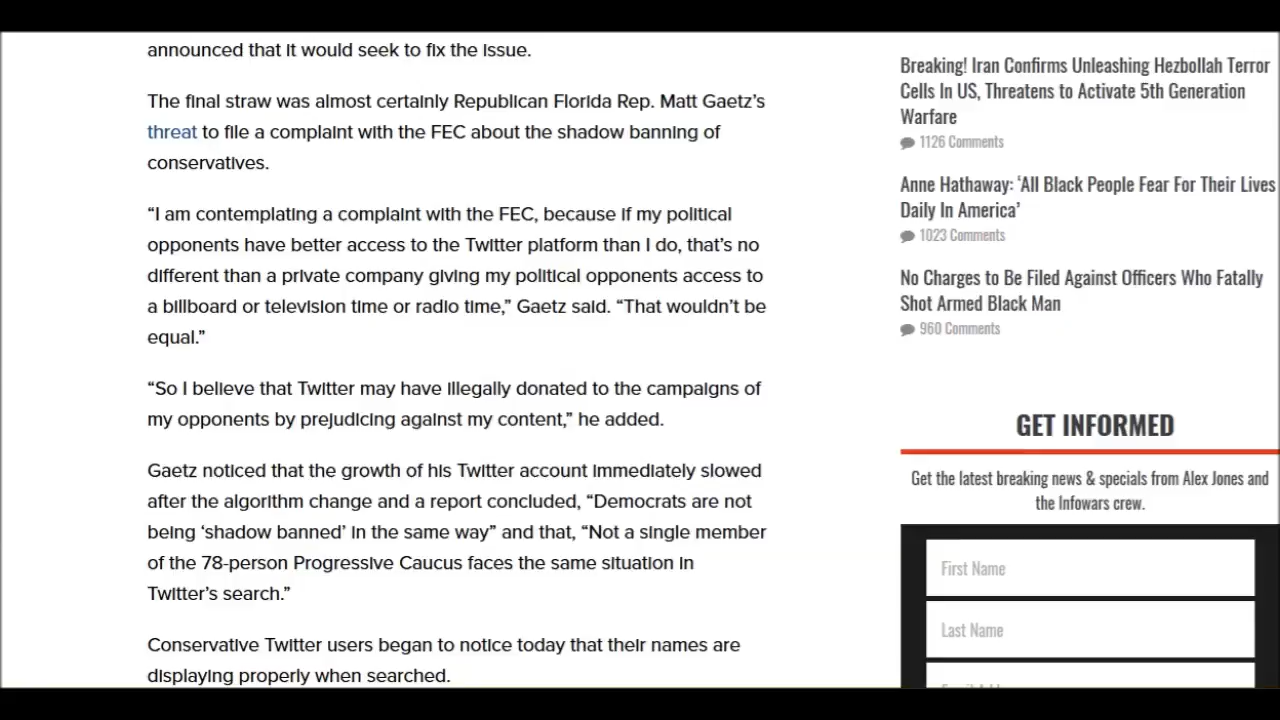 announced that it would seek to fix the issue.
The final straw was almost certainly Republican Florida Rep. Matt Gaetz’s
threat to file a complaint with the FEC about the shadow banning of
conservatives.
“I am contemplating a complaint with the FEC, because if my political
opponents have better access to the Twitter platform than I do, that’s no
different than a private company giving my political opponents access to
a billboard or television time or radio time,” Gaetz said. “That wouldn’t be
equal.”
“So I believe that Twitter may have illegally donated to the campaigns of
my opponents by prejudicing against my content,” he added.
Gaetz noticed that the growth of his Twitter account immediately slowed
after the algorithm change and a report concluded, “Democrats are not
being ‘shadow banned’ in the same way” and that, “Not a single member
of the 78-person Progressive Caucus faces the same situation in
Twitter’s search.”
Conservative Twitter users began to notice today that their names are
displaying properly when searched.
Breaking! Iran Confirms Unleashing Hezbollah Terror
Cells In US, Threatens to Activate 5th Generation
Warfare
1126 Comments
Anne Hathaway: ‘All Black People Fear For Their Lives
Daily In America’
1023 Comments
No Charges to Be Filed Against Officers Who Fatally
Shot Armed Black Man
960 Comments
GET INFORMED
Get the latest breaking news & specials from Alex Jones and
the Infowars crew.
First Name
Last Name